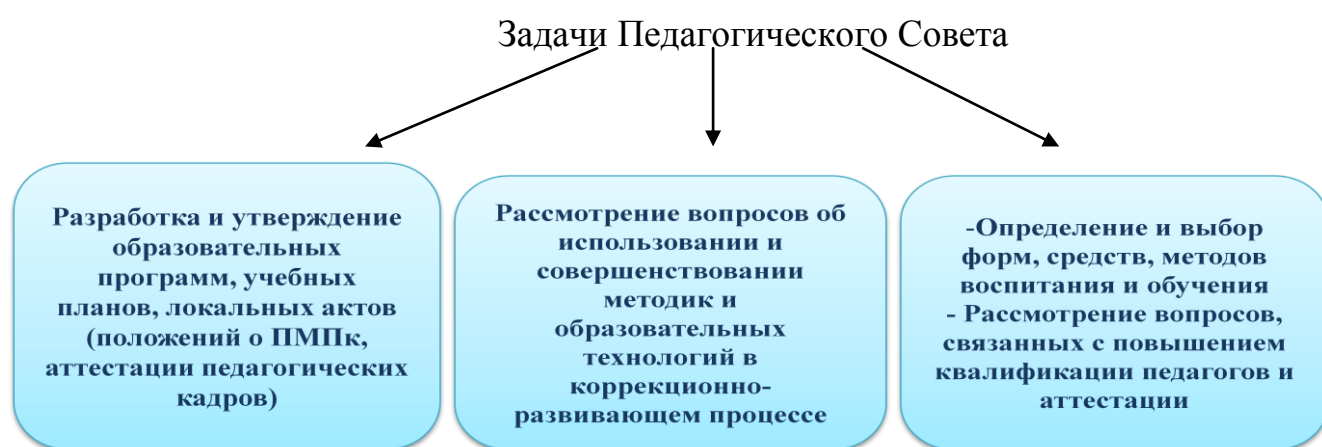 Задачи Педагогического Совета
Разработка и утверждение
образовательных
программ, учебных
планов, локальных актов
(положений о ПМПк,
аттестации педагогических
кадров)
Рассмотрение вопросов об
использовании и
совершенствовании
методик и
образовательных
технологий в
коррекционно-
развивающем процессе
-Определение и выбор
форм, средств, методов
воспитания и обучения
- Рассмотрение вопросов,
связанных с повышением
квалификации педагогов и
аттестации